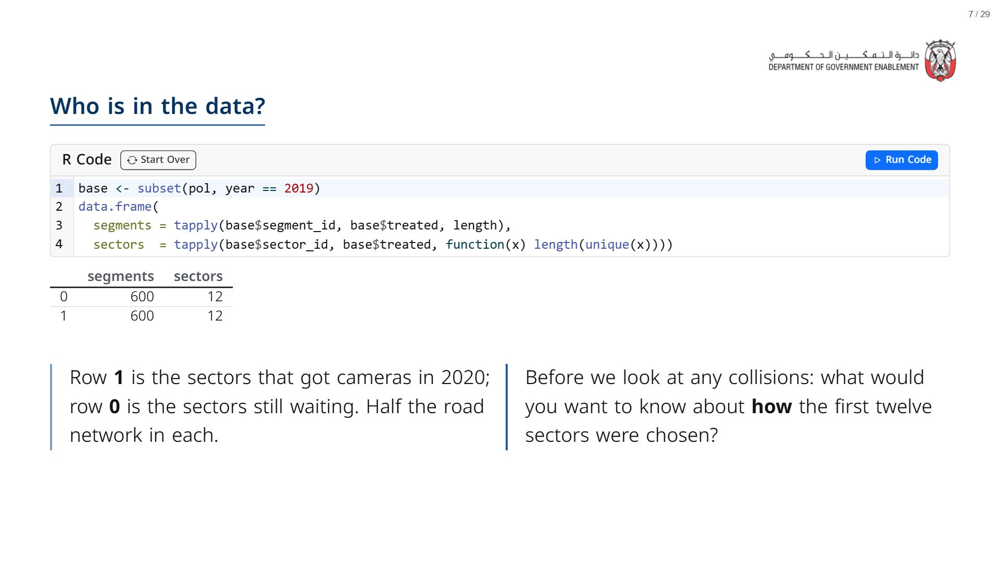 7 / 29
دائرة التمكين الحكومي
DEPARTMENT OF GOVERNMENT ENABLEMENT
Who is in the data?
R Code Start Over Run Code
1 base <- subset(pol, year == 2019)
2 data.frame(
3   segments = tapply(base$segment_id, base$treated, length),
4   sectors  = tapply(base$sector_id, base$treated, function(x) length(unique(x))))
segments sectors
0 600 12
1 600 12
Row 1 is the sectors that got cameras in 2020;
row 0 is the sectors still waiting. Half the road
network in each.
Before we look at any collisions: what would
you want to know about how the first twelve
sectors were chosen?